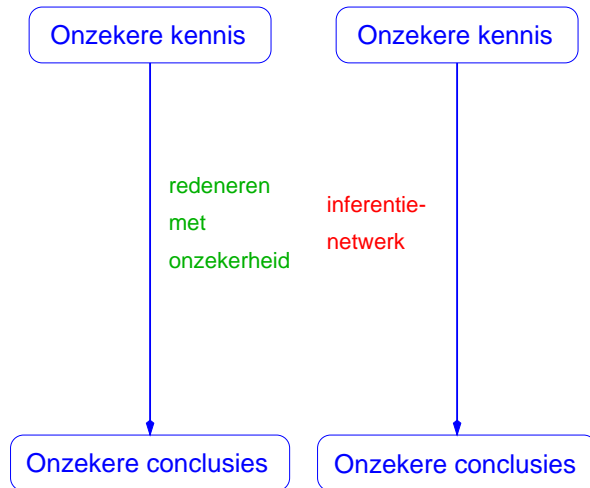 Onzekere kennis
Onzekere kennis
redeneren
met
onzekerheid
inferentie-
netwerk
Onzekere conclusies
Onzekere conclusies